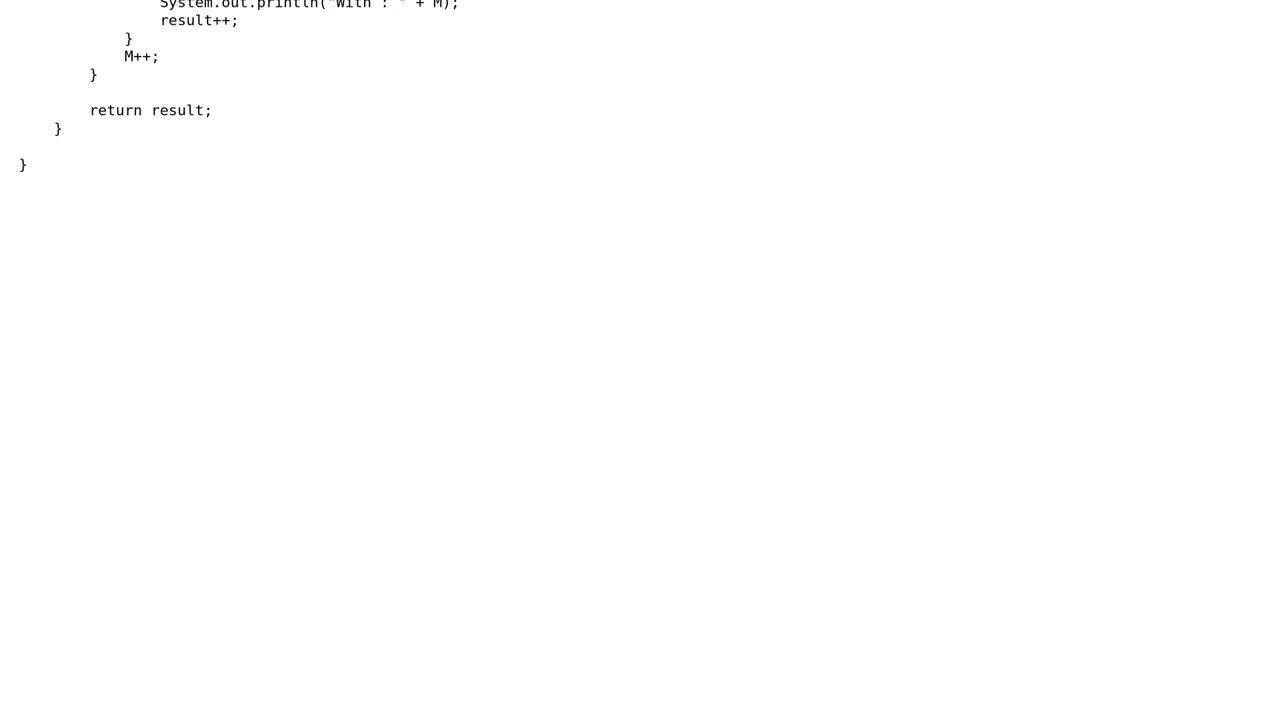 System.out.println("With : " + M);
result++;
}
M++;
}
return result;
}
}